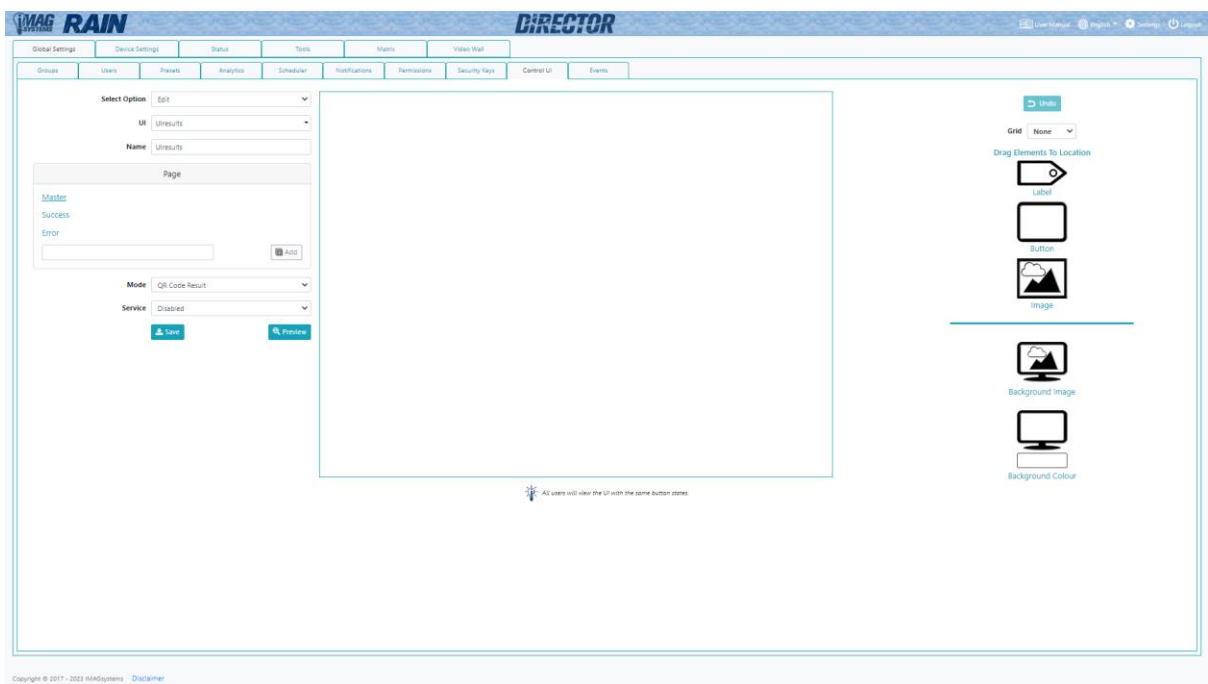 IMAG SYSTEMS RAIN DiRECTOR User Manual English Settings Logout
Global Settings Device Settings Status Tools Matrix Video Wall
Groups Users Presets Analytics Scheduler Notifications Permissions Security Keys Control UI Events
Select Option Edit
UI UIresults
Name UIresults
Page
Master
Success
Error
Add
Mode QR Code Result
Service Disabled
Save Preview
Undo
Grid None
Drag Elements To Location
Label
Button
Image
Background Image
Background Colour
All users will view the UI with the same button states.
Copyright © 2017 - 2023 IMAGsystems Disclaimer